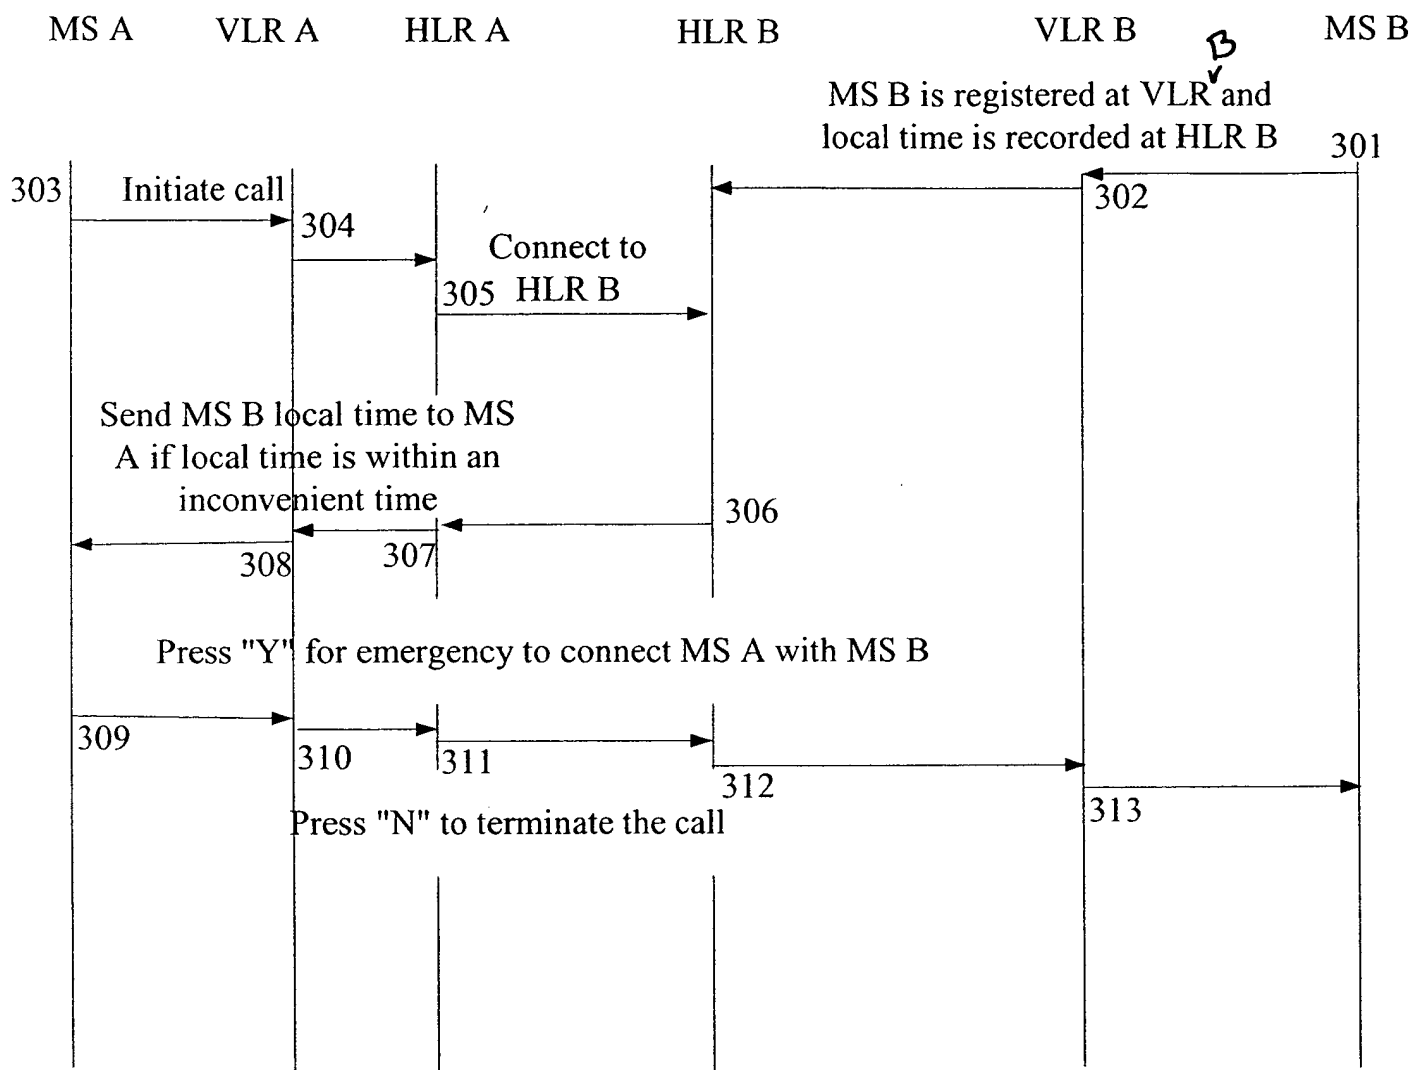 MS A VLR A HLR A HLR B VLR B MS B
B
MS B is registered at VLR and
local time is recorded at HLR B
301
303 Initiate call
302
304
Connect to
305 HLR B
Send MS B local time to MS
A if local time is within an
inconvenient time
306
307
308
Press "Y" for emergency to connect MS A with MS B
309
310
311
312
313
Press "N" to terminate the call